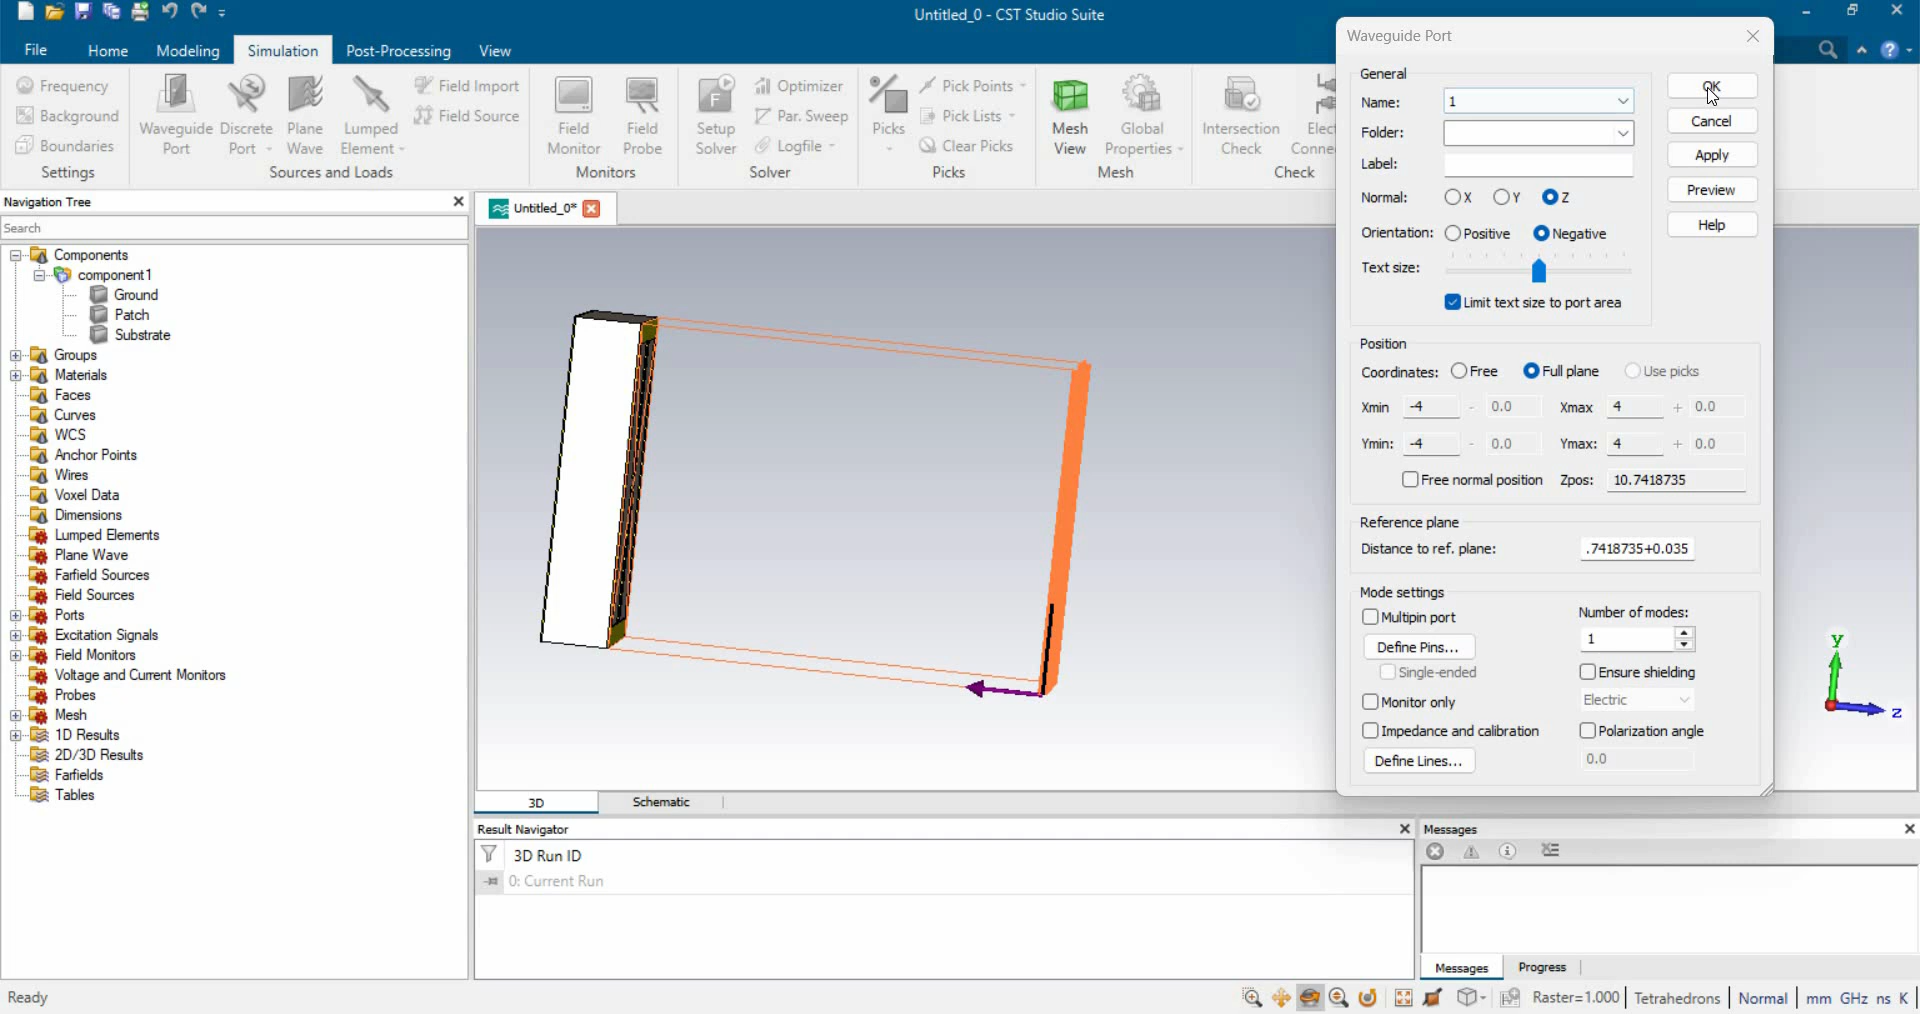 Untitled_0 - CST Studio Suite
File
Home
Modeling
Simulation
Post-Processing
View
Frequency
Background
Boundaries
Settings
Waveguide
Port
Discrete
Port
Plane
Wave
Lumped
Element
Field Import
Field Source
Sources and Loads
Field
Monitor
Field
Probe
Monitors
Setup
Solver
Optimizer
Par. Sweep
Logfile
Solver
Picks
Pick Points
Pick Lists
Clear Picks
Picks
Mesh
View
Global
Properties
Mesh
Intersection
Check
Elect
Conne
Check
Navigation Tree
Search
Components
component1
Ground
Patch
Substrate
Groups
Materials
Faces
Curves
WCS
Anchor Points
Wires
Voxel Data
Dimensions
Lumped Elements
Plane Wave
Farfield Sources
Field Sources
Ports
Excitation Signals
Field Monitors
Voltage and Current Monitors
Probes
Mesh
1D Results
2D/3D Results
Farfields
Tables
Untitled_0*
y
z
3D
Schematic
Result Navigator
3D Run ID
0: Current Run
Waveguide Port
General
Name: 1
Folder:
Label:
Normal: X Y Z
Orientation: Positive Negative
Text size:
Limit text size to port area
OK
Cancel
Apply
Preview
Help
Position
Coordinates: Free Full plane Use picks
Xmin -4 - 0.0 Xmax 4 + 0.0
Ymin: -4 - 0.0 Ymax: 4 + 0.0
Free normal position Zpos: 10.7418735
Reference plane
Distance to ref. plane: .7418735+0.035
Mode settings
Multipin port
Define Pins...
Single-ended
Monitor only
Impedance and calibration
Define Lines...
Number of modes:
1
Ensure shielding
Electric
Polarization angle
0.0
Messages
Messages Progress
Ready
Raster=1.000 Tetrahedrons Normal mm GHz ns K